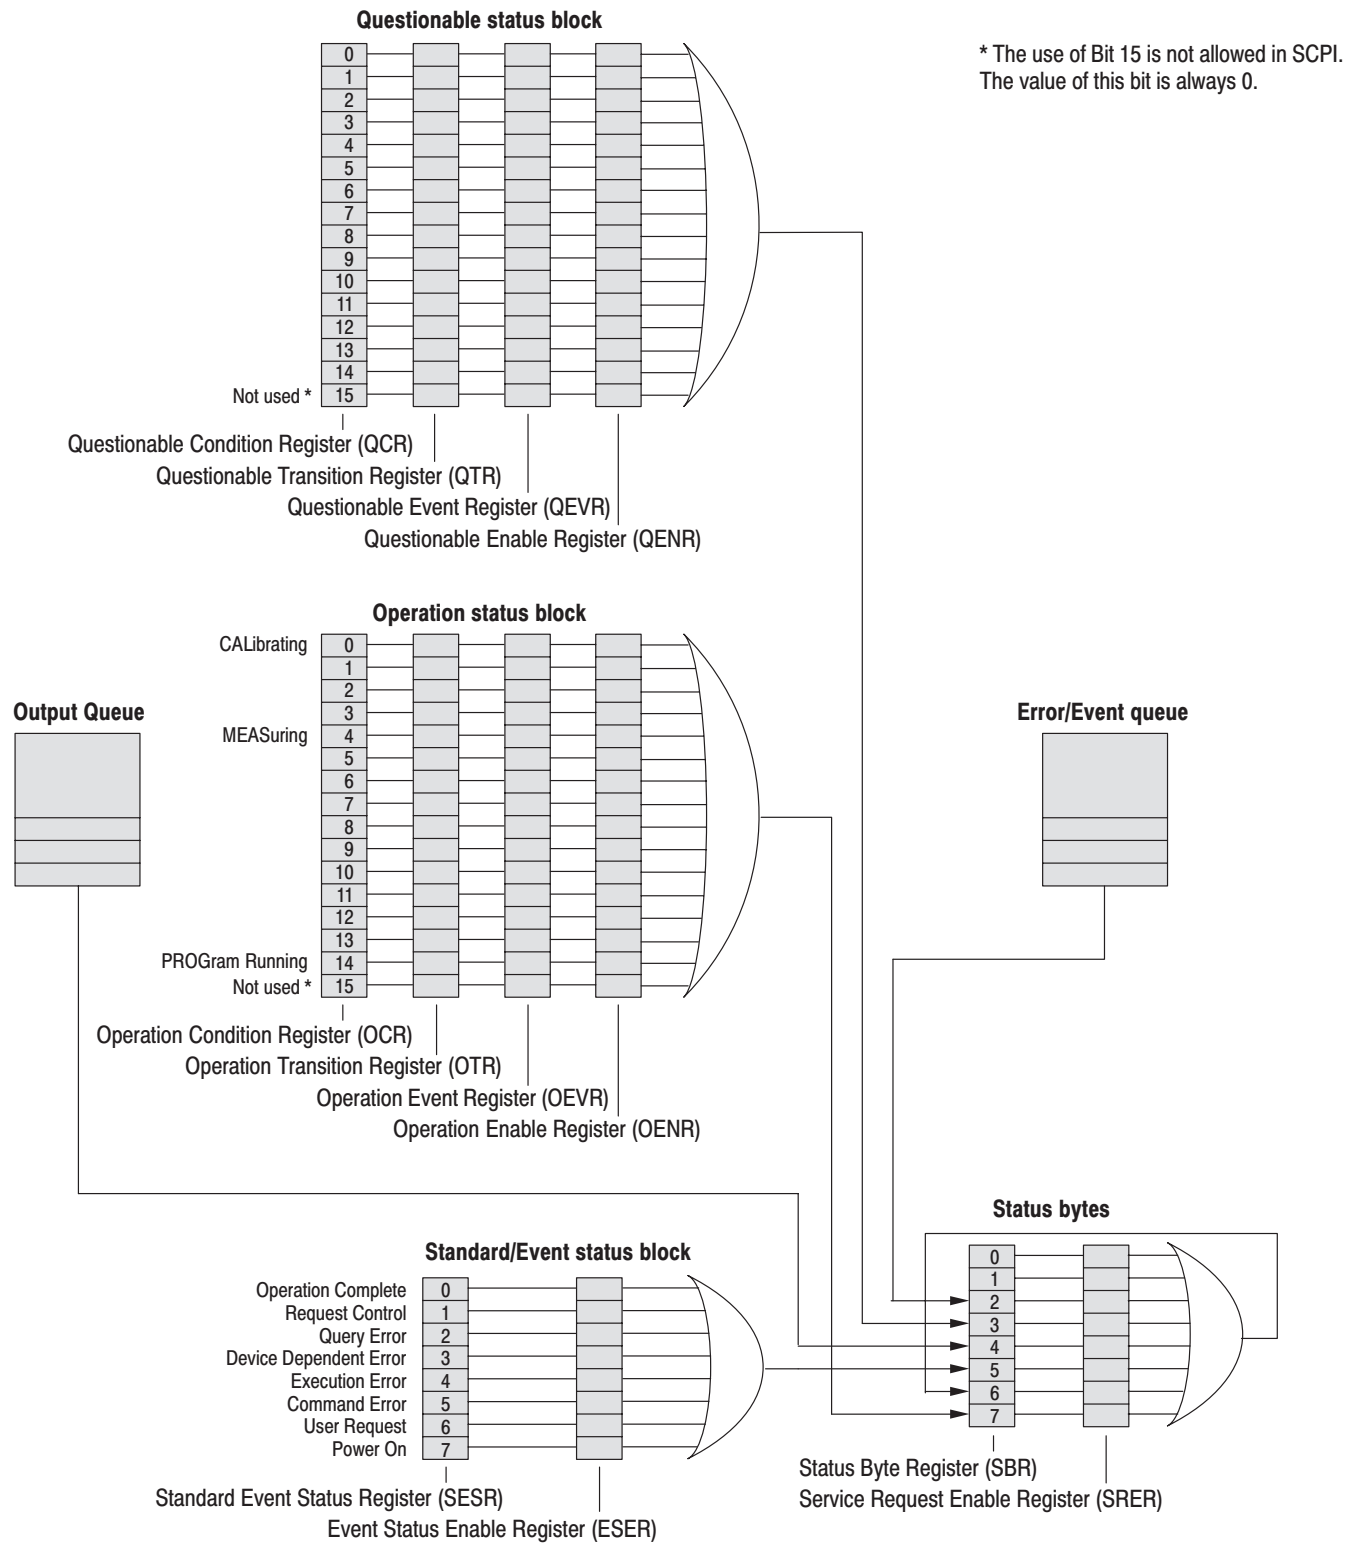 Questionable status block
* The use of Bit 15 is not allowed in SCPI.
The value of this bit is always 0.
0
1
2
3
4
5
6
7
8
9
10
11
12
13
14
Not used * 15
Questionable Condition Register (QCR)
Questionable Transition Register (QTR)
Questionable Event Register (QEVR)
Questionable Enable Register (QENR)
Operation status block
CALibrating 0
1
2
3
MEASuring 4
5
6
7
8
9
10
11
12
13
PROGram Running 14
Not used * 15
Operation Condition Register (OCR)
Operation Transition Register (OTR)
Operation Event Register (OEVR)
Operation Enable Register (OENR)
Output Queue
Error/Event queue
Standard/Event status block
Operation Complete 0
Request Control 1
Query Error 2
Device Dependent Error 3
Execution Error 4
Command Error 5
User Request 6
Power On 7
Standard Event Status Register (SESR)
Event Status Enable Register (ESER)
Status bytes
0
1
2
3
4
5
6
7
Status Byte Register (SBR)
Service Request Enable Register (SRER)